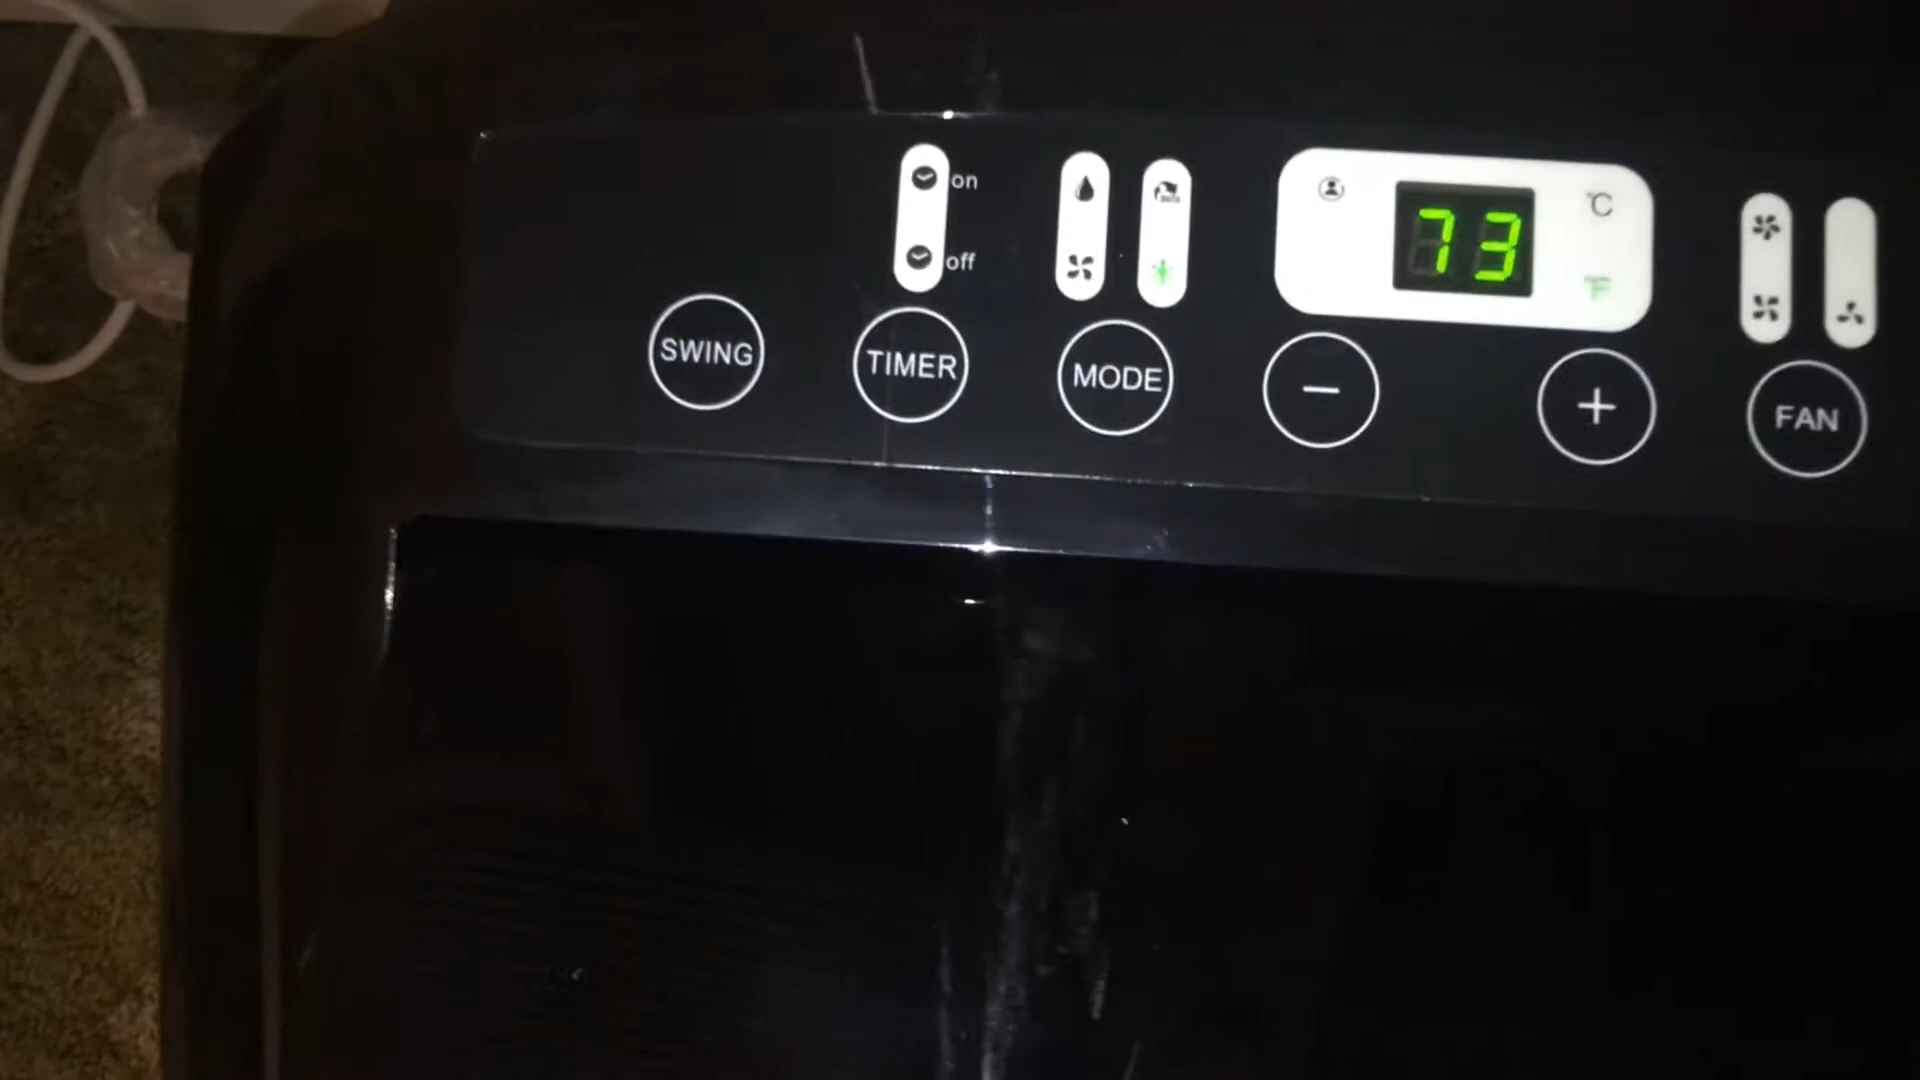 on
off
℃
℉
73
SWING
TIMER
MODE
−
+
FAN